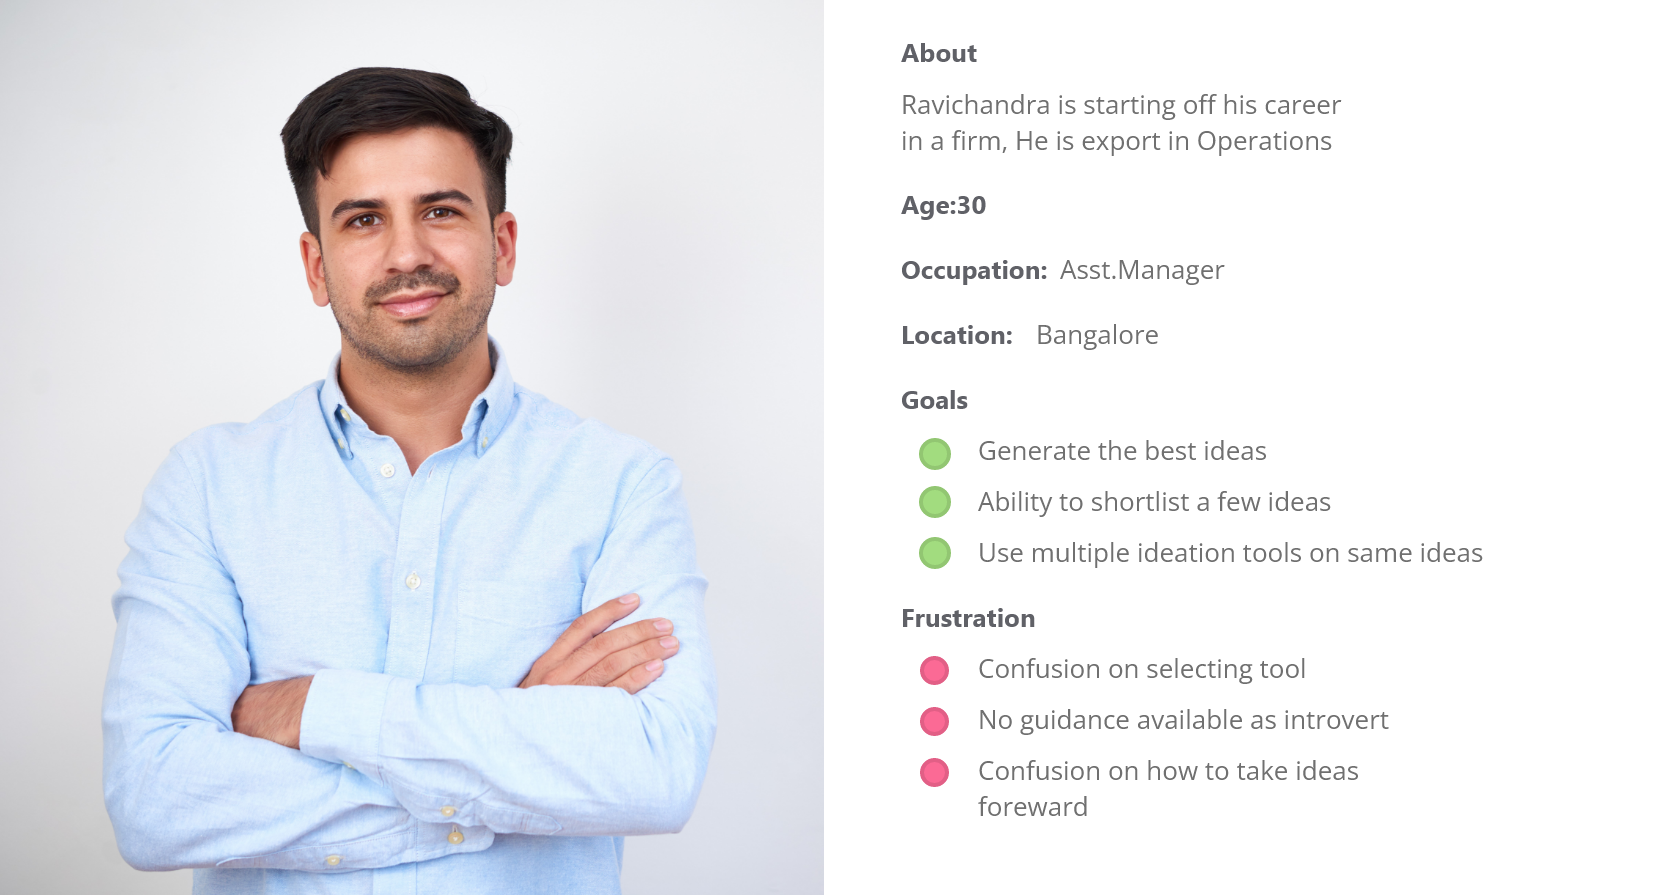 About
Ravichandra is starting off his career
in a firm, He is export in Operations
Age:30
Occupation: Asst.Manager
Location: Bangalore
Goals
Generate the best ideas
Ability to shortlist a few ideas
Use multiple ideation tools on same ideas
Frustration
Confusion on selecting tool
No guidance available as introvert
Confusion on how to take ideas
foreward